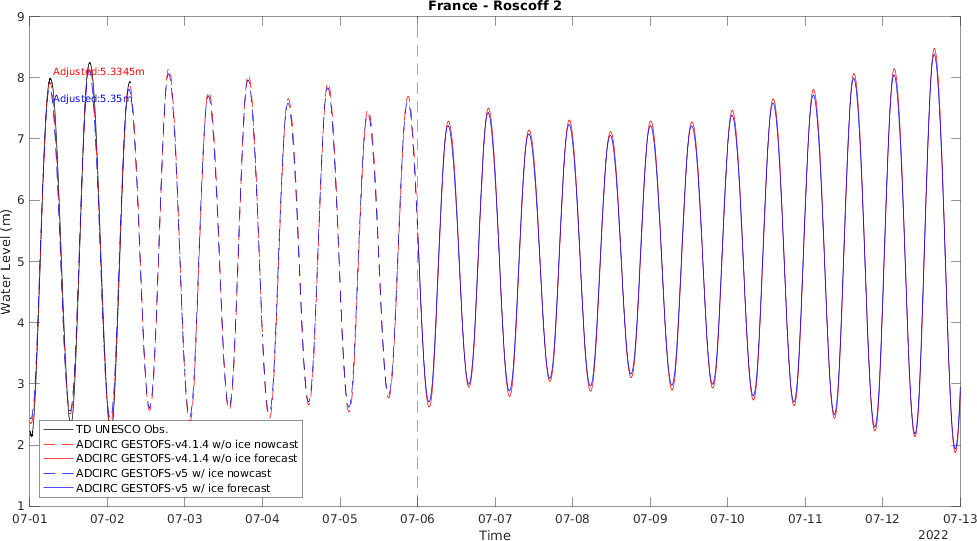 France - Roscoff 2
9
8
7
6
5
4
3
2
1
Water Level (m)
Adjusted:5.3345m
Adjusted:5.35m
TD UNESCO Obs.
ADCIRC GESTOFS-v4.1.4 w/o ice nowcast
ADCIRC GESTOFS-v4.1.4 w/o ice forecast
ADCIRC GESTOFS-v5 w/ ice nowcast
ADCIRC GESTOFS-v5 w/ ice forecast
07-01 07-02 07-03 07-04 07-05 07-06 07-07 07-08 07-09 07-10 07-11 07-12 07-13
Time
2022